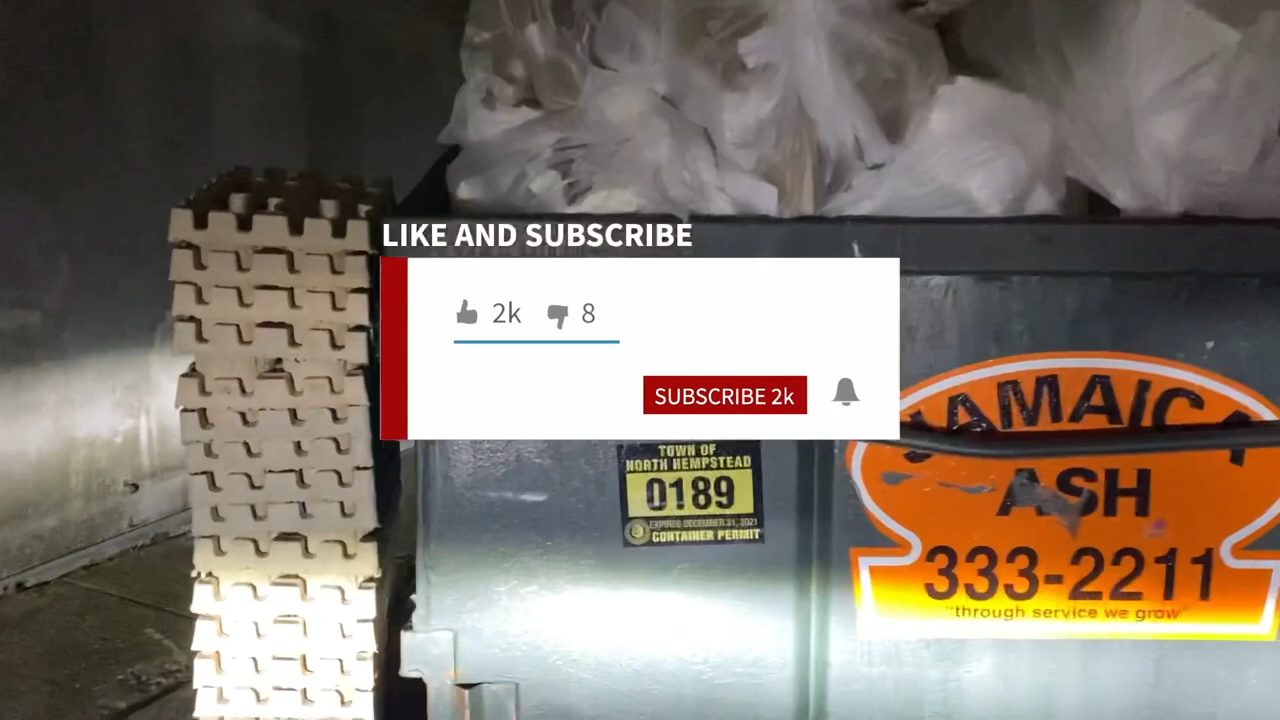 LIKE AND SUBSCRIBE
2k 8
SUBSCRIBE 2k
TOWN OF
NORTH HEMPSTEAD
0189
EXPIRES DECEMBER 31, 2021
CONTAINER PERMIT
JAMAICA
ASH
333-2211
"through service we grow"